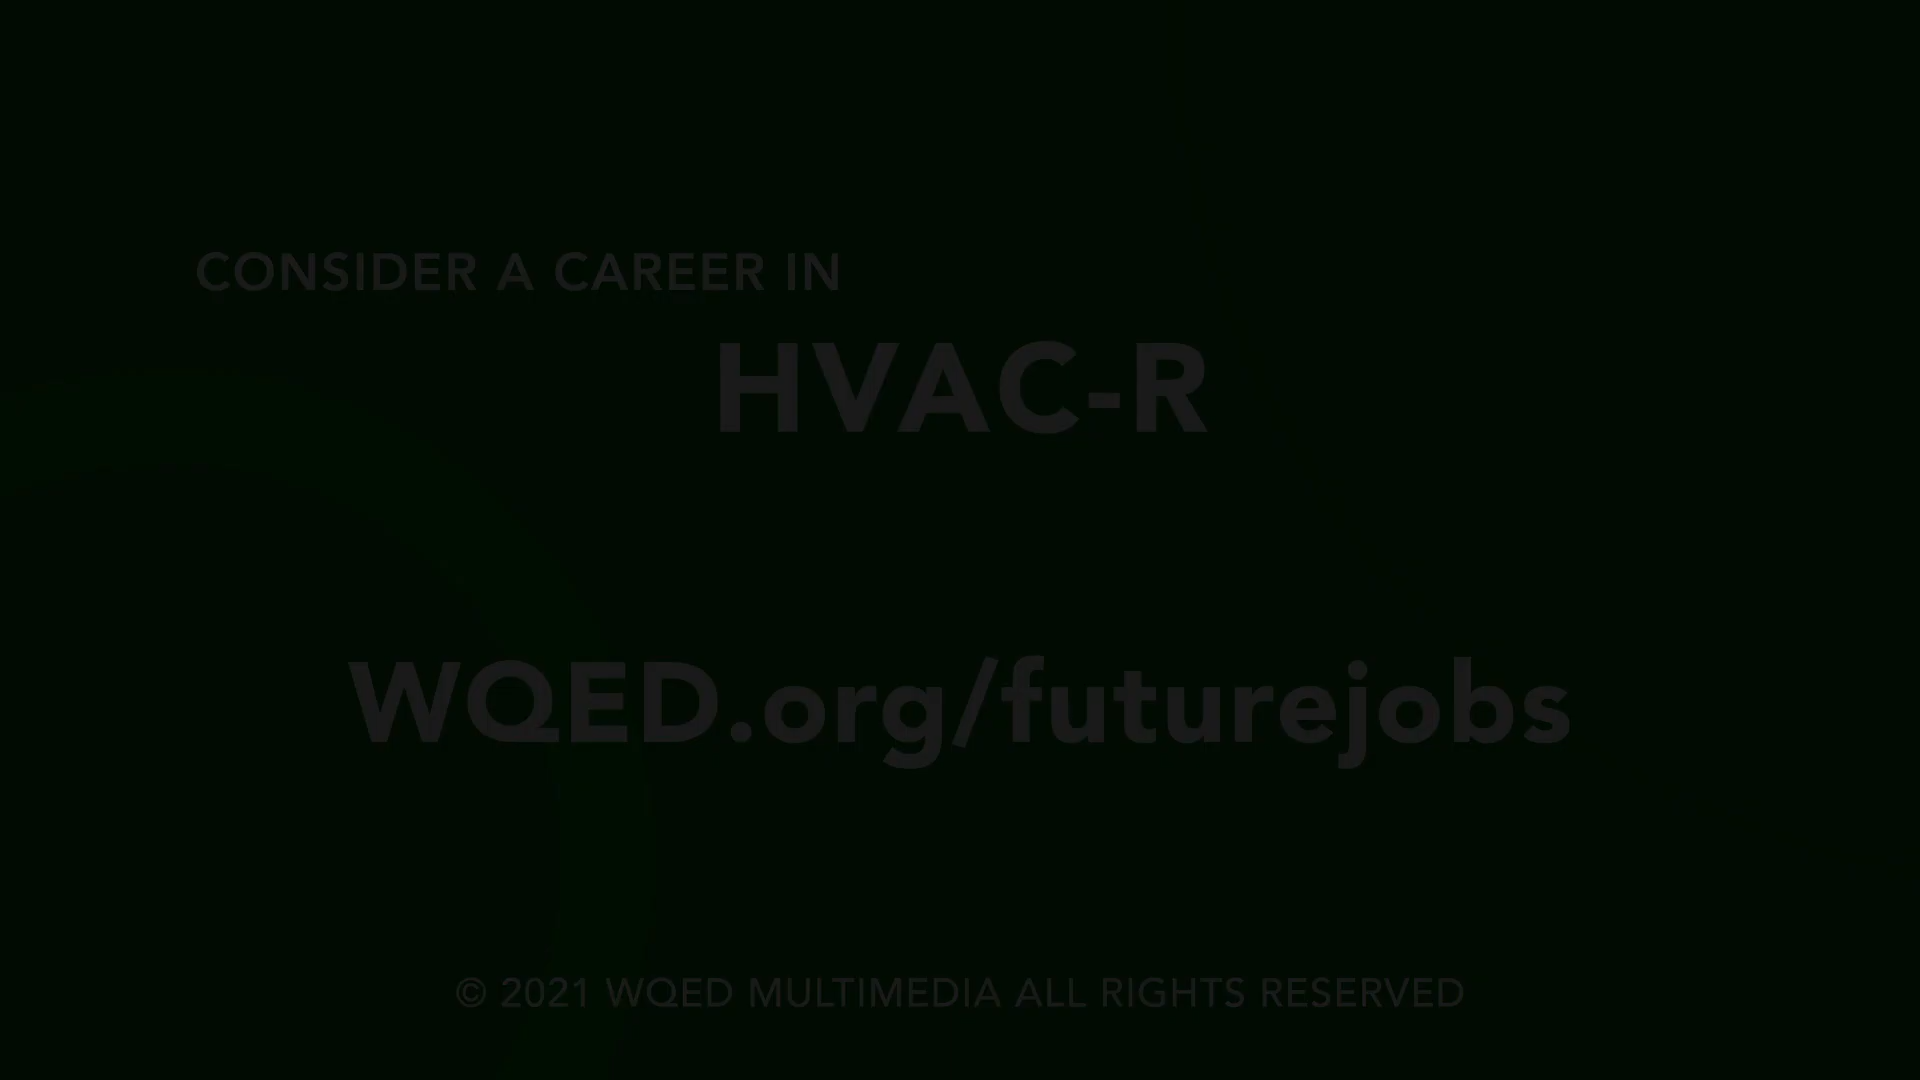 CONSIDER A CAREER IN
HVAC-R
WQED.org/futurejobs
© 2021 WQED MULTIMEDIA ALL RIGHTS RESERVED